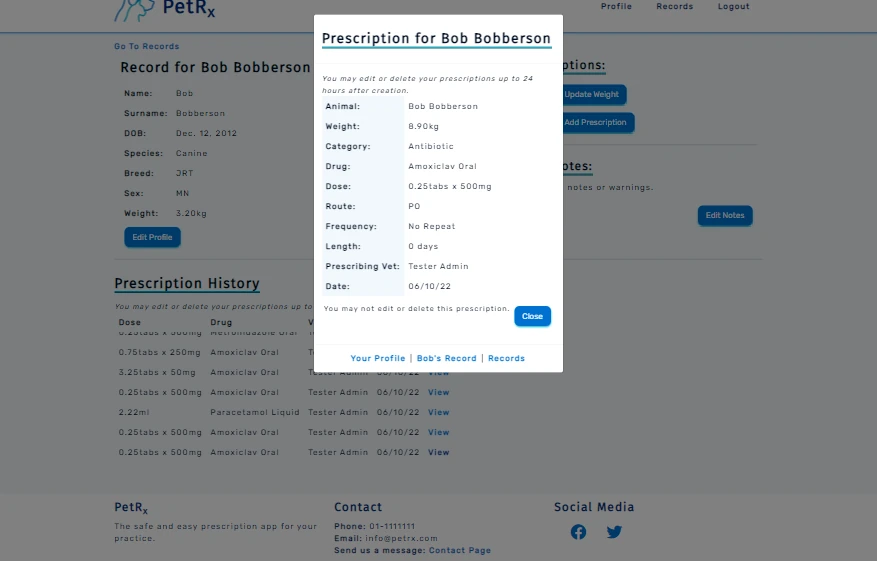 PetRx
Profile Records Logout
Go To Records
Record for Bob Bobberson
Name: Bob
Surname: Bobberson
DOB: Dec. 12, 2012
Species: Canine
Breed: JRT
Sex: MN
Weight: 3.20kg
Edit Profile
Prescription for Bob Bobberson
You may edit or delete your prescriptions up to 24
hours after creation.
Animal: Bob Bobberson
Weight: 8.90kg
Category: Antibiotic
Drug: Amoxiclav Oral
Dose: 0.25tabs x 500mg
Route: PO
Frequency: No Repeat
Length: 0 days
Prescribing Vet: Tester Admin
Date: 06/10/22
You may not edit or delete this prescription.
Close
Your Profile | Bob's Record | Records
ptions:
Update Weight
Add Prescription
otes:
notes or warnings.
Edit Notes
Prescription History
You may edit or delete your prescriptions up to
Dose Drug V
0.25tabs x 500mg Metronidazole Oral
0.75tabs x 250mg Amoxiclav Oral
3.25tabs x 50mg Amoxiclav Oral Tester Admin 06/10/22 View
0.25tabs x 500mg Amoxiclav Oral Tester Admin 06/10/22 View
2.22ml Paracetamol Liquid Tester Admin 06/10/22 View
0.25tabs x 500mg Amoxiclav Oral Tester Admin 06/10/22 View
0.25tabs x 500mg Amoxiclav Oral Tester Admin 06/10/22 View
PetRx
The safe and easy prescription app for your
practice.
Contact
Phone: 01-1111111
Email: info@petrx.com
Send us a message: Contact Page
Social Media